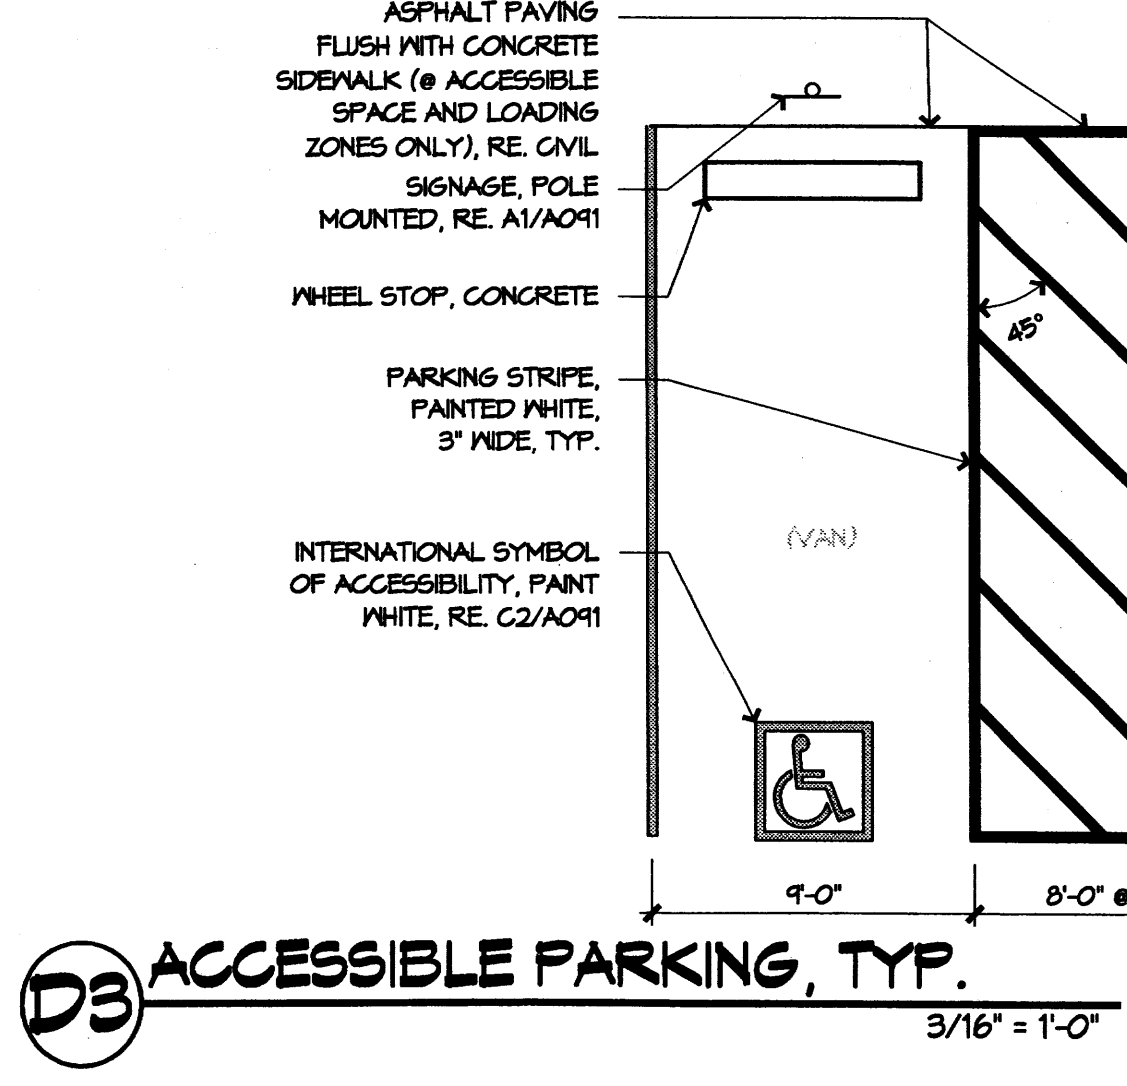 ASPHALT PAVING
FLUSH WITH CONCRETE
SIDEWALK (@ ACCESSIBLE
SPACE AND LOADING
ZONES ONLY), RE. CIVIL
SIGNAGE, POLE
MOUNTED, RE. A1/A091
WHEEL STOP, CONCRETE
45°
PARKING STRIPE,
PAINTED WHITE,
3" WIDE, TYP.
(VAN)
INTERNATIONAL SYMBOL
OF ACCESSIBILITY, PAINT
WHITE, RE. C2/A091
9'-0"
8'-0" @
D3
ACCESSIBLE PARKING, TYP.
3/16" = 1'-0"